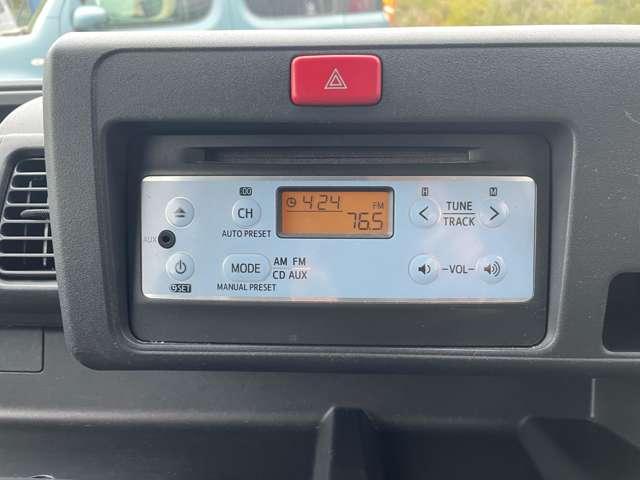 :00
H
M
4:24
FM
76.5
CH
AUTO PRESET
< TUNE >
TRACK
AUX
SET
MODE
AM FM
CD AUX
MANUAL PRESET
-VOL-